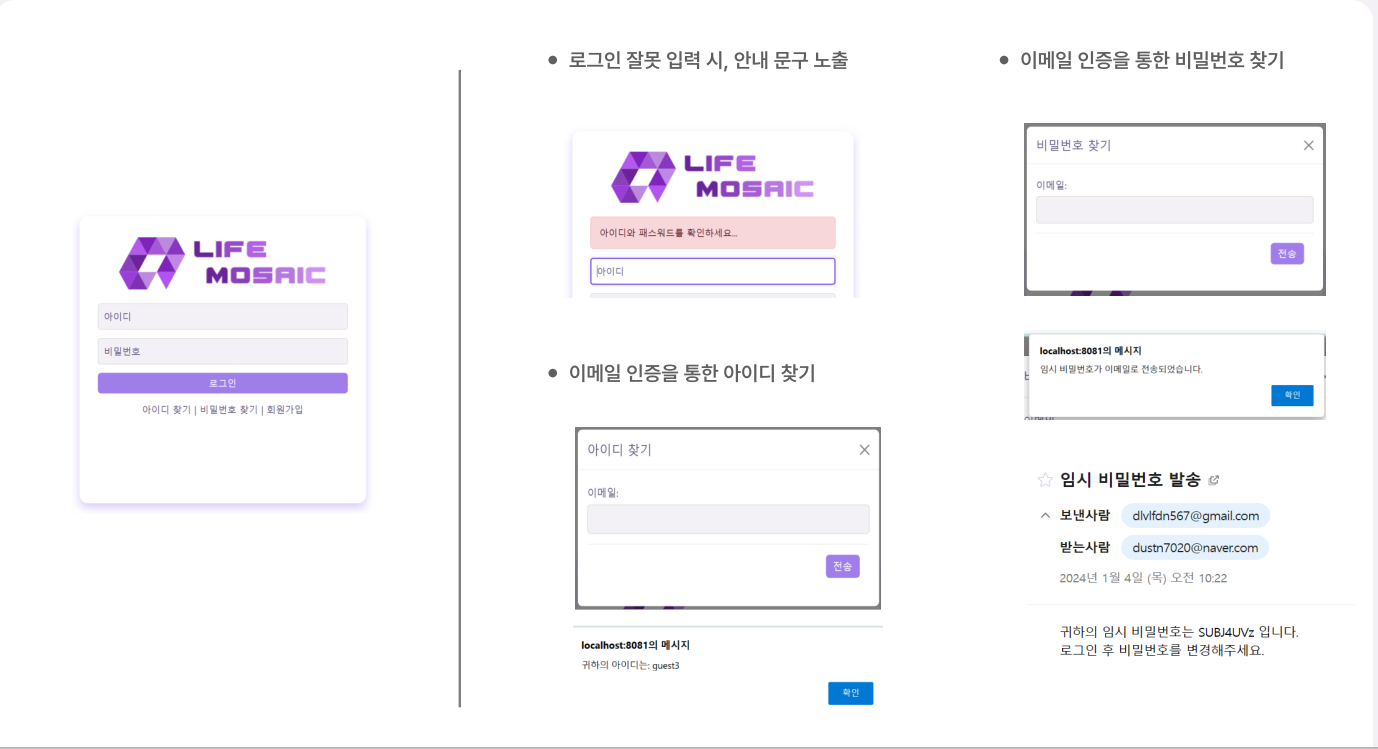 LIFE
MOSAIC
아이디
비밀번호
로그인
아이디 찾기 | 비밀번호 찾기 | 회원가입
로그인 잘못 입력 시, 안내 문구 노출
LIFE
MOSAIC
아이디와 패스워드를 확인하세요...
아이디
이메일 인증을 통한 아이디 찾기
아이디 찾기
이메일:
전송
localhost:8081의 메시지
귀하의 아이디는: guest3
확인
이메일 인증을 통한 비밀번호 찾기
비밀번호 찾기
이메일:
전송
localhost:8081의 메시지
임시 비밀번호가 이메일로 전송되었습니다.
확인
임시 비밀번호 발송
보낸사람 dlvlfdn567@gmail.com
받는사람 dustn7020@naver.com
2024년 1월 4일 (목) 오전 10:22
귀하의 임시 비밀번호는 SUBJ4UVz 입니다.
로그인 후 비밀번호를 변경해주세요.